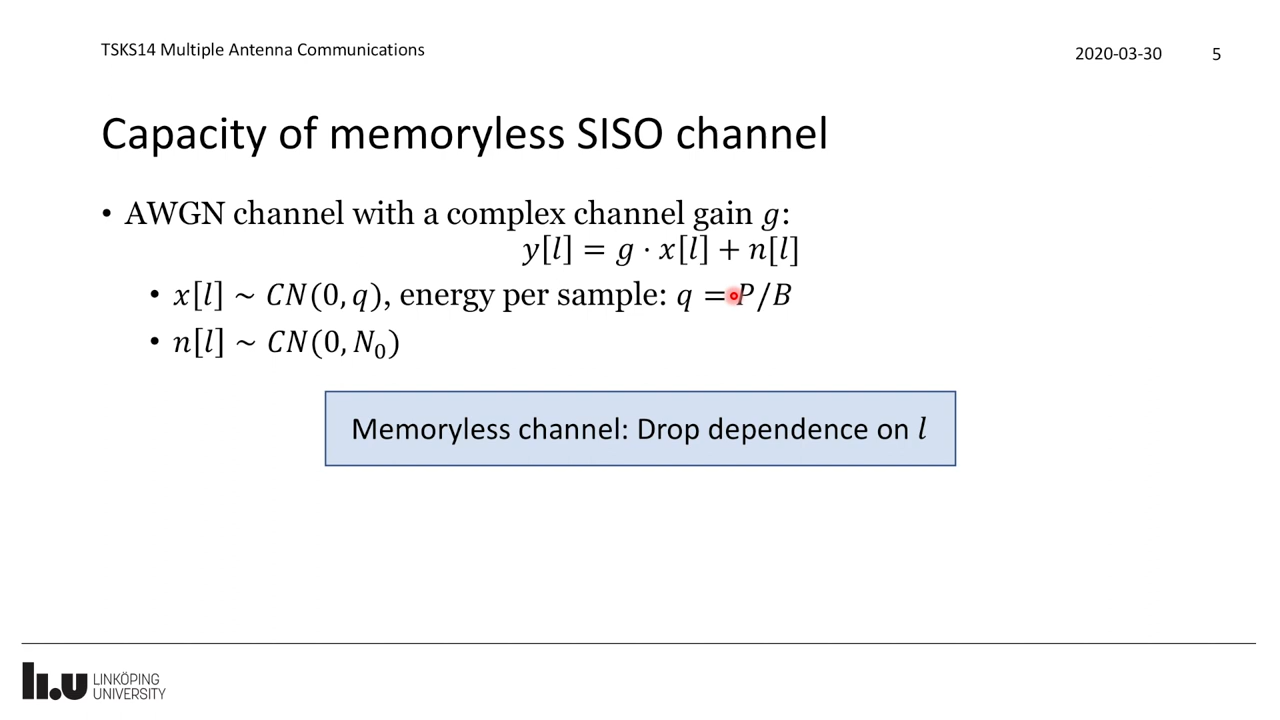 TSKS14 Multiple Antenna Communications
2020-03-30 5
Capacity of memoryless SISO channel
• AWGN channel with a complex channel gain g:
y[l] = g · x[l] + n[l]
• x[l] ~ CN(0, q), energy per sample: q = P/B
• n[l] ~ CN(0, N₀)
Memoryless channel: Drop dependence on l
li.u LINKÖPING
UNIVERSITY